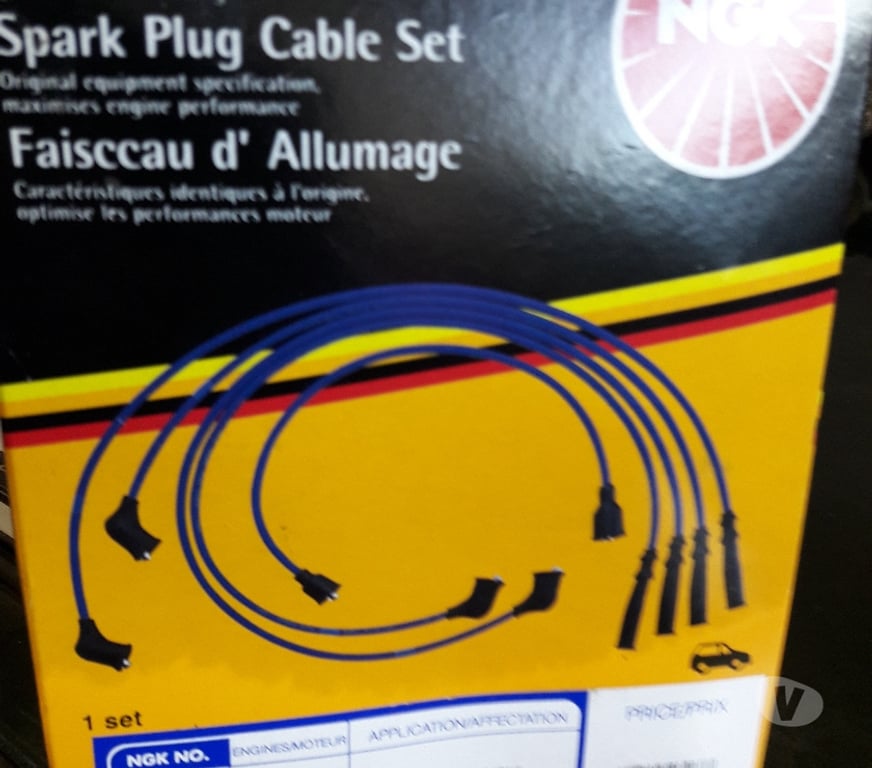 NGK
Spark Plug Cable Set
Original equipment specification,
maximises engine performance
Faisccau d' Allumage
Caractéristiques identiques à l'origine,
optimise les performances moteur
1 set
NGK NO.
ENGINES/MOTEUR
APPLICATION/AFFECTATION
PRICE/PRIX
V